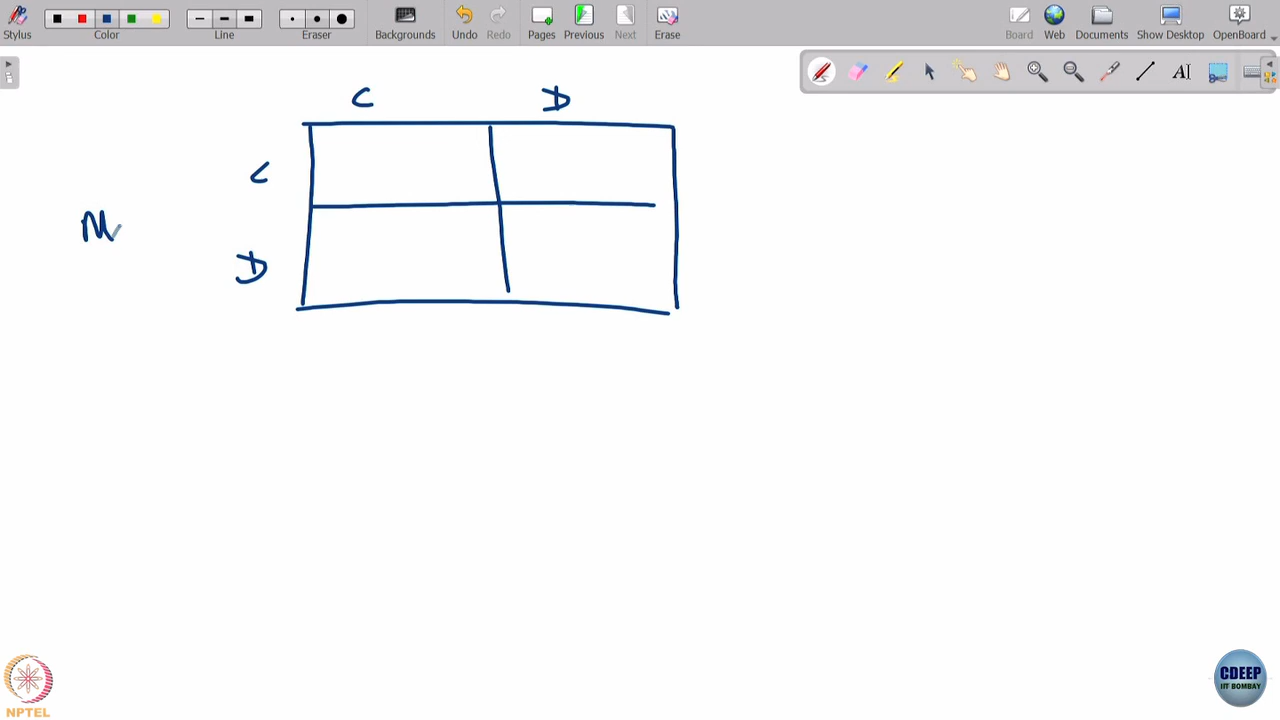 Stylus Color Line Eraser Backgrounds Undo Redo Pages Previous Next Erase Board Web Documents Show Desktop OpenBoard
C D
C
M
D
NPTEL
CDEEP
IIT BOMBAY